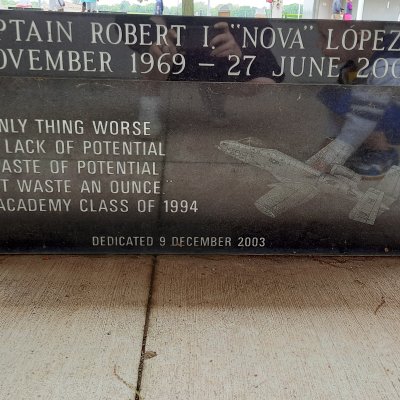 PTAIN ROBERT I. "NOVA" LOPEZ
OVEMBER 1969 – 27 JUNE 200
NLY THING WORSE
LACK OF POTENTIAL
ASTE OF POTENTIAL
T WASTE AN OUNCE."
ACADEMY CLASS OF 1994
DEDICATED 9 DECEMBER 2003